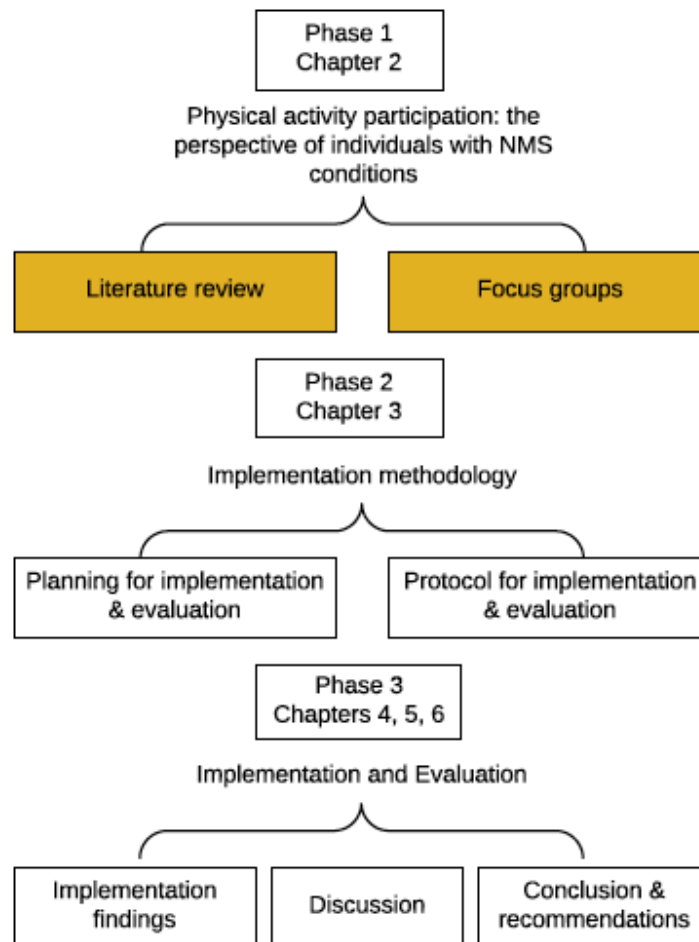 Phase 1
Chapter 2
Physical activity participation: the
perspective of individuals with NMS
conditions
Literature review
Focus groups
Phase 2
Chapter 3
Implementation methodology
Planning for implementation
& evaluation
Protocol for implementation
& evaluation
Phase 3
Chapters 4, 5, 6
Implementation and Evaluation
Implementation
findings
Discussion
Conclusion &
recommendations